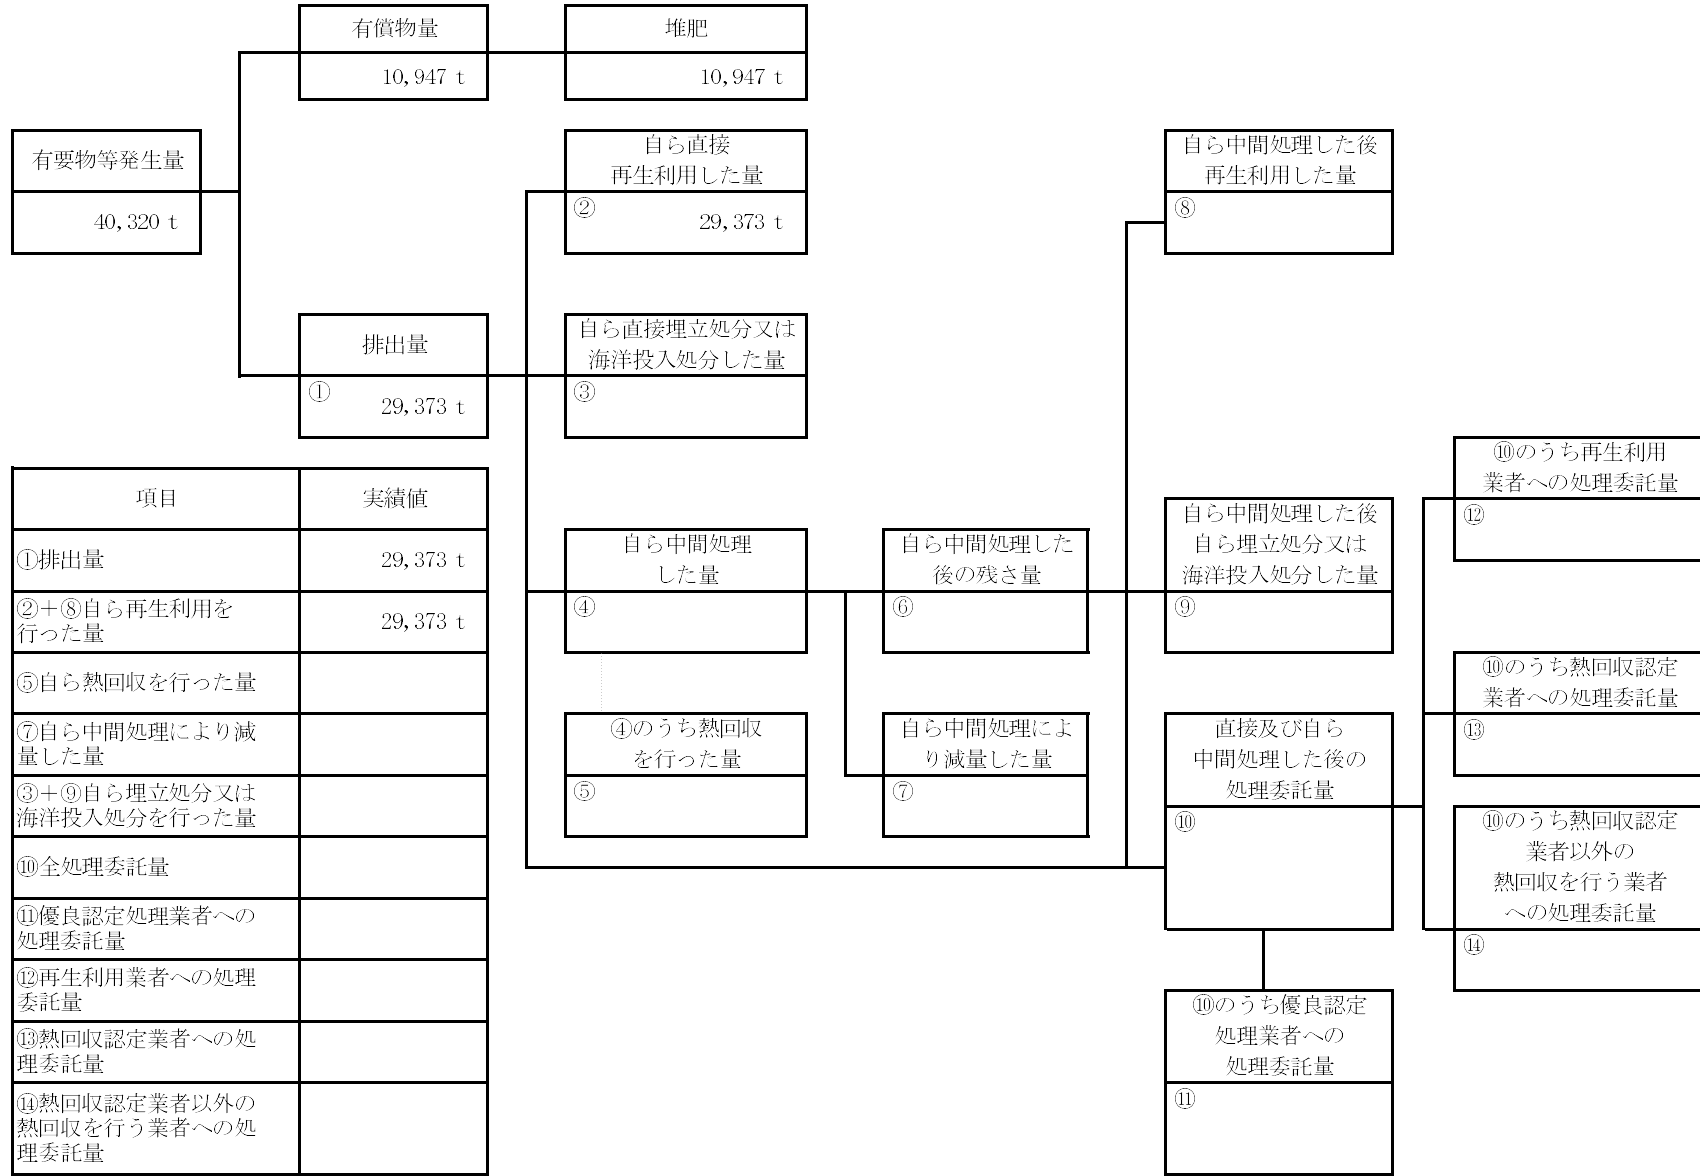 有償物量
10,947 t
堆肥
10,947 t
有要物等発生量
40,320 t
自ら直接
再生利用した量
②
29,373 t
自ら中間処理した後
再生利用した量
⑧
排出量
①
29,373 t
自ら直接埋立処分又は
海洋投入処分した量
③
項目
実績値
①排出量
29,373 t
②＋⑧自ら再生利用を
行った量
29,373 t
⑤自ら熱回収を行った量
⑦自ら中間処理により減
量した量
③＋⑨自ら埋立処分又は
海洋投入処分を行った量
⑩全処理委託量
⑪優良認定処理業者への
処理委託量
⑫再生利用業者への処理
委託量
⑬熱回収認定業者への処
理委託量
⑭熱回収認定業者以外の
熱回収を行う業者への処
理委託量
自ら中間処理
した量
④
④のうち熱回収
を行った量
⑤
自ら中間処理した
後の残さ量
⑥
自ら中間処理によ
り減量した量
⑦
自ら中間処理した後
自ら埋立処分又は
海洋投入処分した量
⑨
直接及び自ら
中間処理した後の
処理委託量
⑩
⑩のうち優良認定
処理業者への
処理委託量
⑪
⑩のうち再生利用
業者への処理委託量
⑫
⑩のうち熱回収認定
業者への処理委託量
⑬
⑩のうち熱回収認定
業者以外の
熱回収を行う業者
への処理委託量
⑭